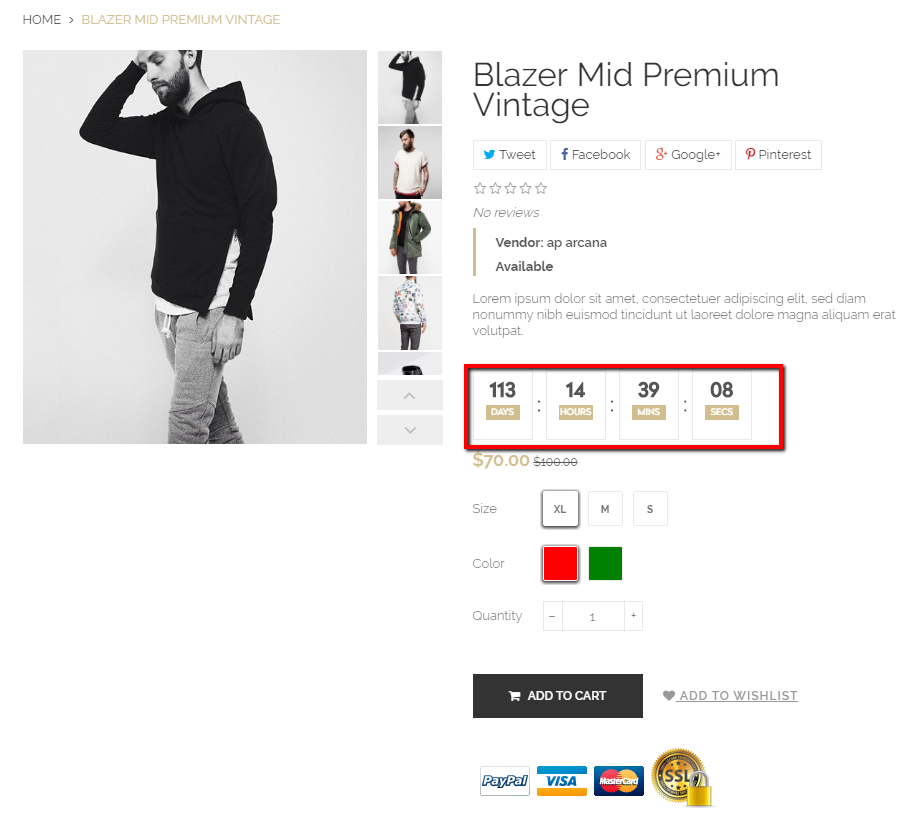 HOME > BLAZER MID PREMIUM VINTAGE
Blazer Mid Premium
Vintage
Tweet Facebook Google+ Pinterest
No reviews
Vendor: ap arcana
Available
Lorem ipsum dolor sit amet, consectetuer adipiscing elit, sed diam
nonummy nibh euismod tincidunt ut laoreet dolore magna aliquam erat
volutpat.
113 : 14 : 39 : 08
DAYS HOURS MINS SECS
$70.00 $100.00
Size XL M S
Color
Quantity - 1 +
ADD TO CART ADD TO WISHLIST
PayPal VISA MasterCard SSL